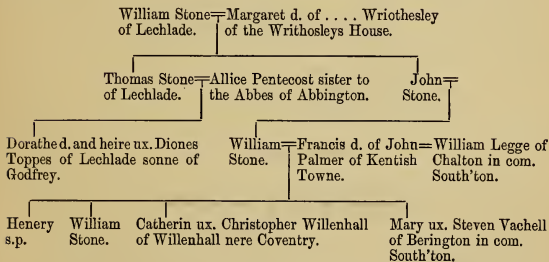 William Stone=Margaret d. of . . . . Wriothesley
of Lechlade. of the Writhosleys House.
Thomas Stone=Allice Pentecost sister to John=
of Lechlade. the Abbes of Abbington. Stone.
Dorathe d. and heire ux. Diones William=Francis d. of John=William Legge of
Toppes of Lechlade sonne of Stone. Palmer of Kentish Chalton in com.
Godfrey. Towne. South'ton.
Henery William Catherin ux. Christopher Willenhall Mary ux. Steven Vachell
s.p. Stone. of Willenhall nere Coventry. of Berington in com.
South'ton.